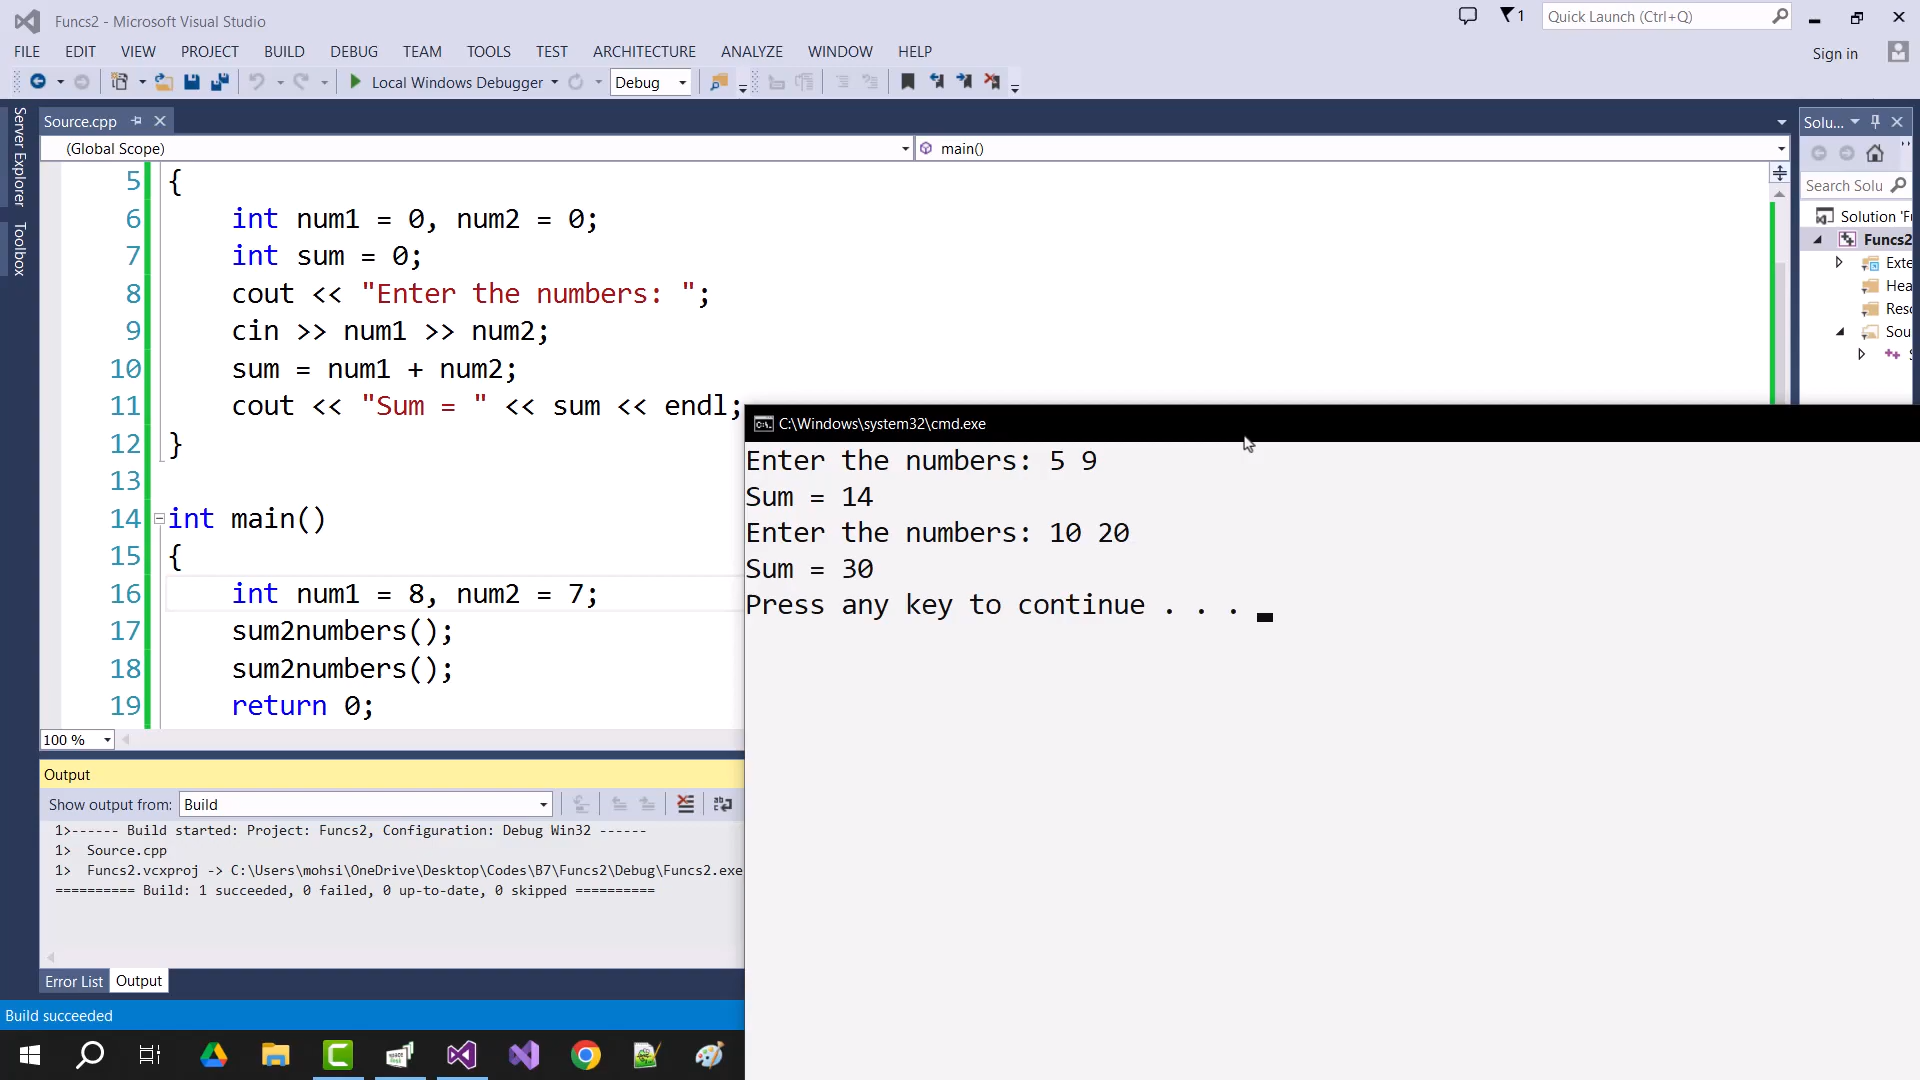 Funcs2 - Microsoft Visual Studio
1
Quick Launch (Ctrl+Q)
FILE EDIT VIEW PROJECT BUILD DEBUG TEAM TOOLS TEST ARCHITECTURE ANALYZE WINDOW HELP
Sign in
Local Windows Debugger Debug
Server Explorer
Toolbox
Source.cpp
(Global Scope) main()
5 {
6 int num1 = 0, num2 = 0;
7 int sum = 0;
8 cout << "Enter the numbers: ";
9 cin >> num1 >> num2;
10 sum = num1 + num2;
11 cout << "Sum = " << sum << endl;
12 }
13
14 int main()
15 {
16 int num1 = 8, num2 = 7;
17 sum2numbers();
18 sum2numbers();
19 return 0;
100 %
Solu...
Search Solu
Solution 'Fu
Funcs2
Exte
Hea
Reso
Sou
C:\Windows\system32\cmd.exe
Enter the numbers: 5 9
Sum = 14
Enter the numbers: 10 20
Sum = 30
Press any key to continue . . .
Output
Show output from: Build
1>------ Build started: Project: Funcs2, Configuration: Debug Win32 ------
1> Source.cpp
1> Funcs2.vcxproj -> C:\Users\mohsi\OneDrive\Desktop\Codes\B7\Funcs2\Debug\Funcs2.exe
========== Build: 1 succeeded, 0 failed, 0 up-to-date, 0 skipped ==========
Error List Output
Build succeeded